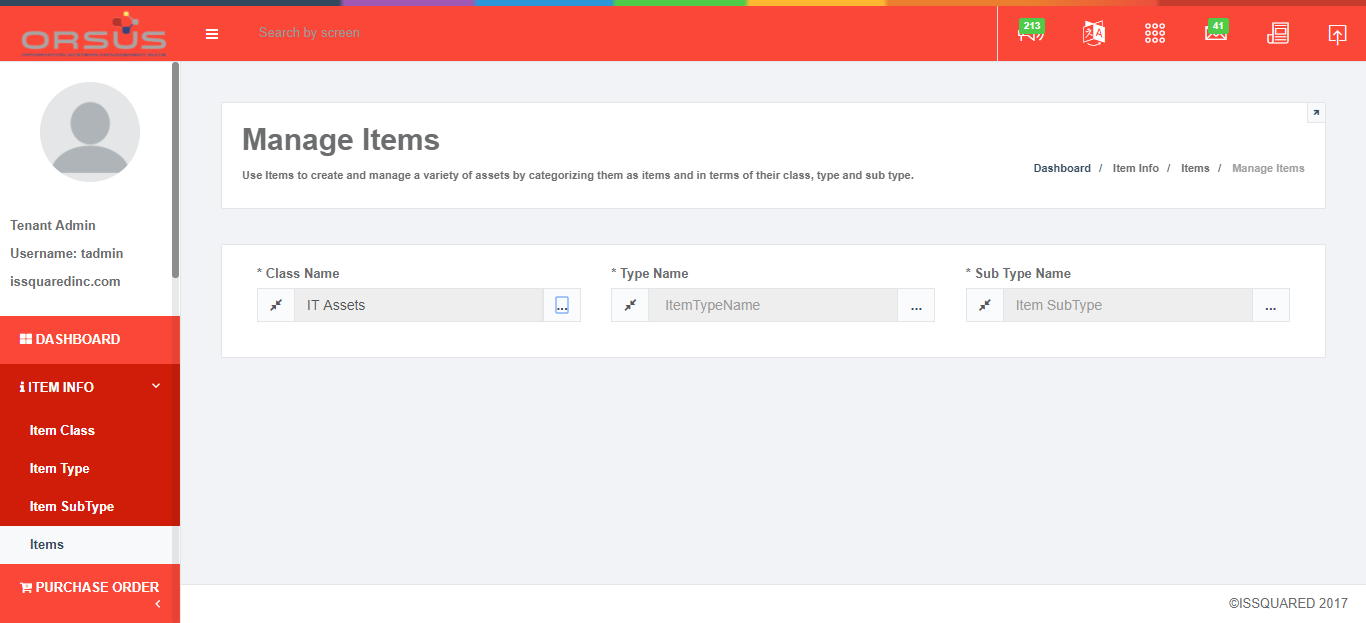 ORSUS
Search by screen
213
A
41
Tenant Admin
Username: tadmin
issquaredinc.com
DASHBOARD
ITEM INFO
Item Class
Item Type
Item SubType
Items
PURCHASE ORDER
Manage Items
Use Items to create and manage a variety of assets by categorizing them as items and in terms of their class, type and sub type.
Dashboard / Item Info / Items / Manage Items
* Class Name
IT Assets
...
* Type Name
ItemTypeName
...
* Sub Type Name
Item SubType
...
©ISSQUARED 2017